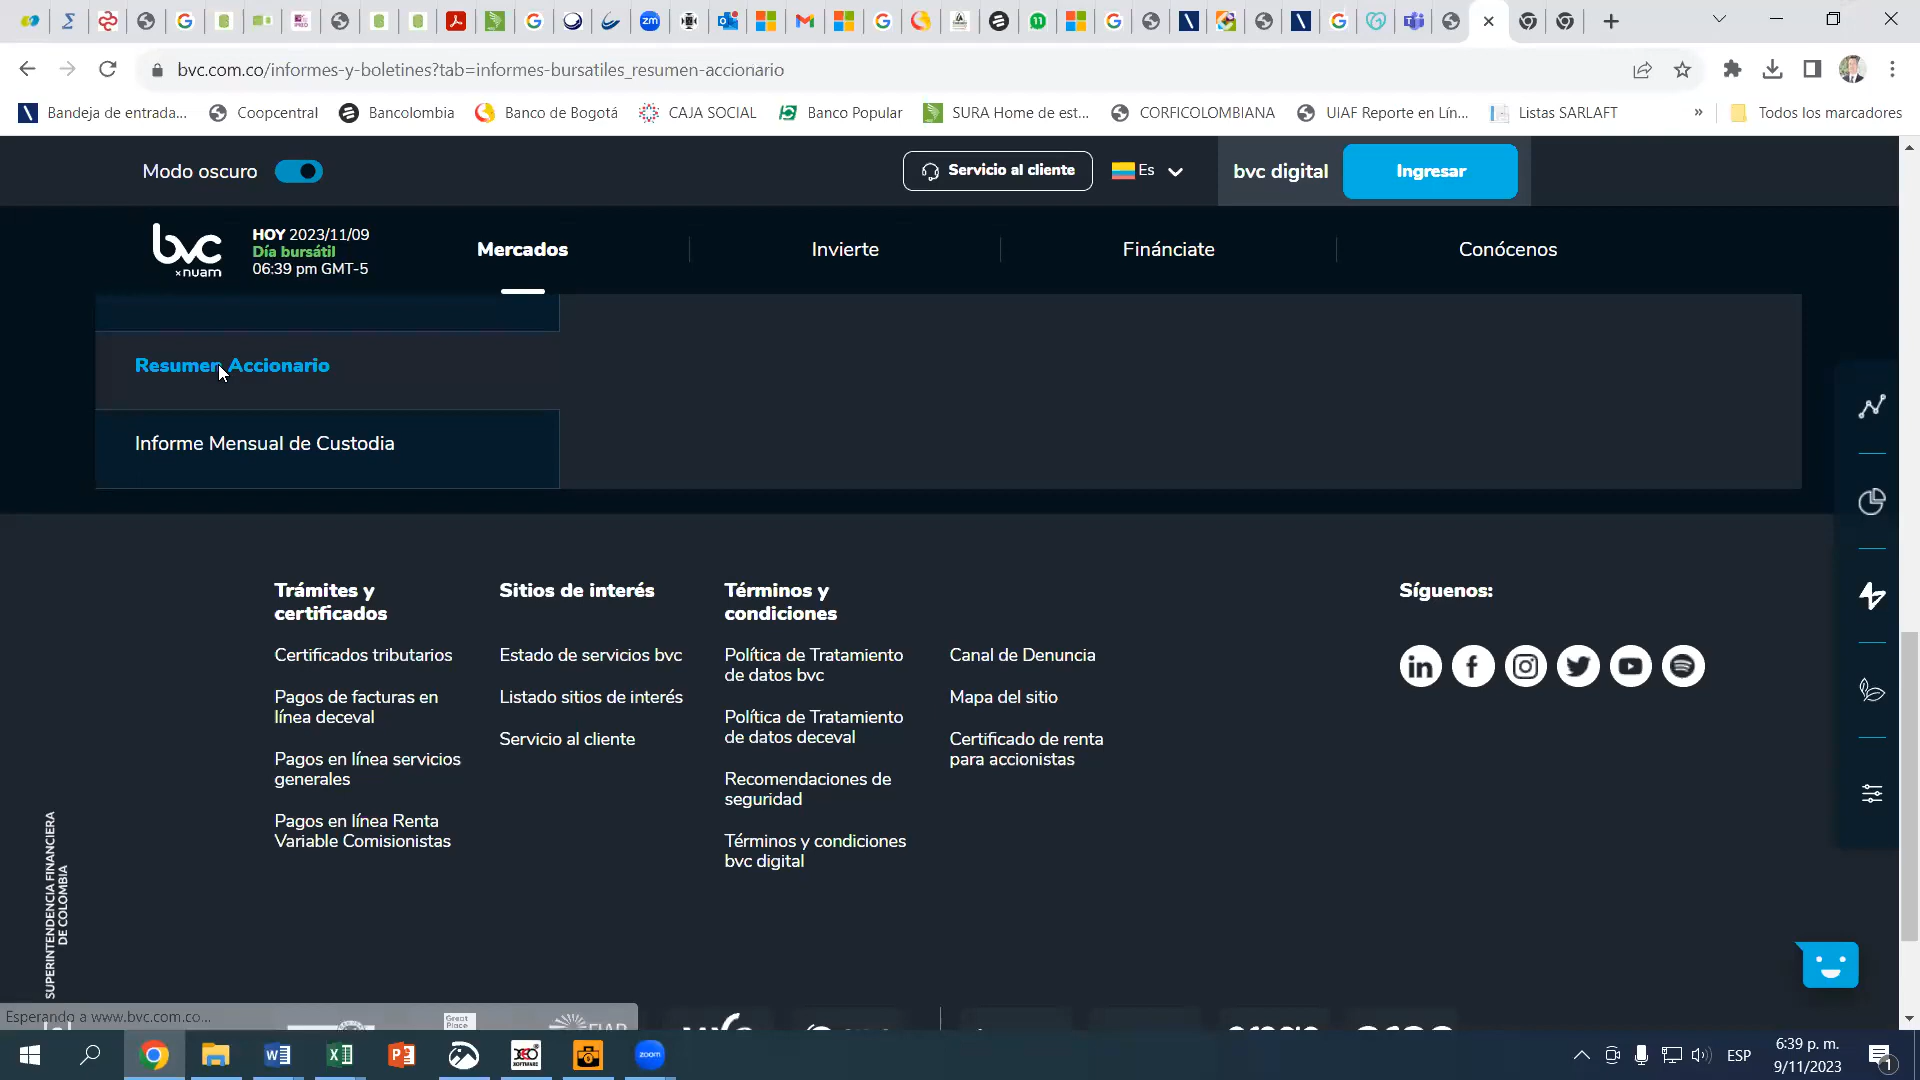 bvc.com.co/informes-y-boletines?tab=informes-bursatiles_resumen-accionario
Bandeja de entrada...
Coopcentral
Bancolombia
Banco de Bogotá
CAJA SOCIAL
Banco Popular
SURA Home de est...
CORFICOLOMBIANA
UIAF Reporte en Lín...
Listas SARLAFT
»
Todos los marcadores
Modo oscuro
Servicio al cliente
Es
bvc digital
Ingresar
bvc
×nuam
HOY 2023/11/09
Día bursátil
06:39 pm GMT-5
Mercados
Invierte
Fináncíate
Conócenos
Resumen Accionario
Informe Mensual de Custodia
Trámites y
certificados
Certificados tributarios
Pagos de facturas en
línea deceval
Pagos en línea servicios
generales
Pagos en línea Renta
Variable Comisionistas
Sitios de interés
Estado de servicios bvc
Listado sitios de interés
Servicio al cliente
Términos y
condiciones
Política de Tratamiento
de datos bvc
Política de Tratamiento
de datos deceval
Recomendaciones de
seguridad
Términos y condiciones
bvc digital
Canal de Denuncia
Mapa del sitio
Certificado de renta
para accionistas
Síguenos:
SUPERINTENDENCIA FINANCIERA
DE COLOMBIA
Esperando a www.bvc.com.co...
Great
Place
zoom
ESP
6:39 p. m.
9/11/2023
1